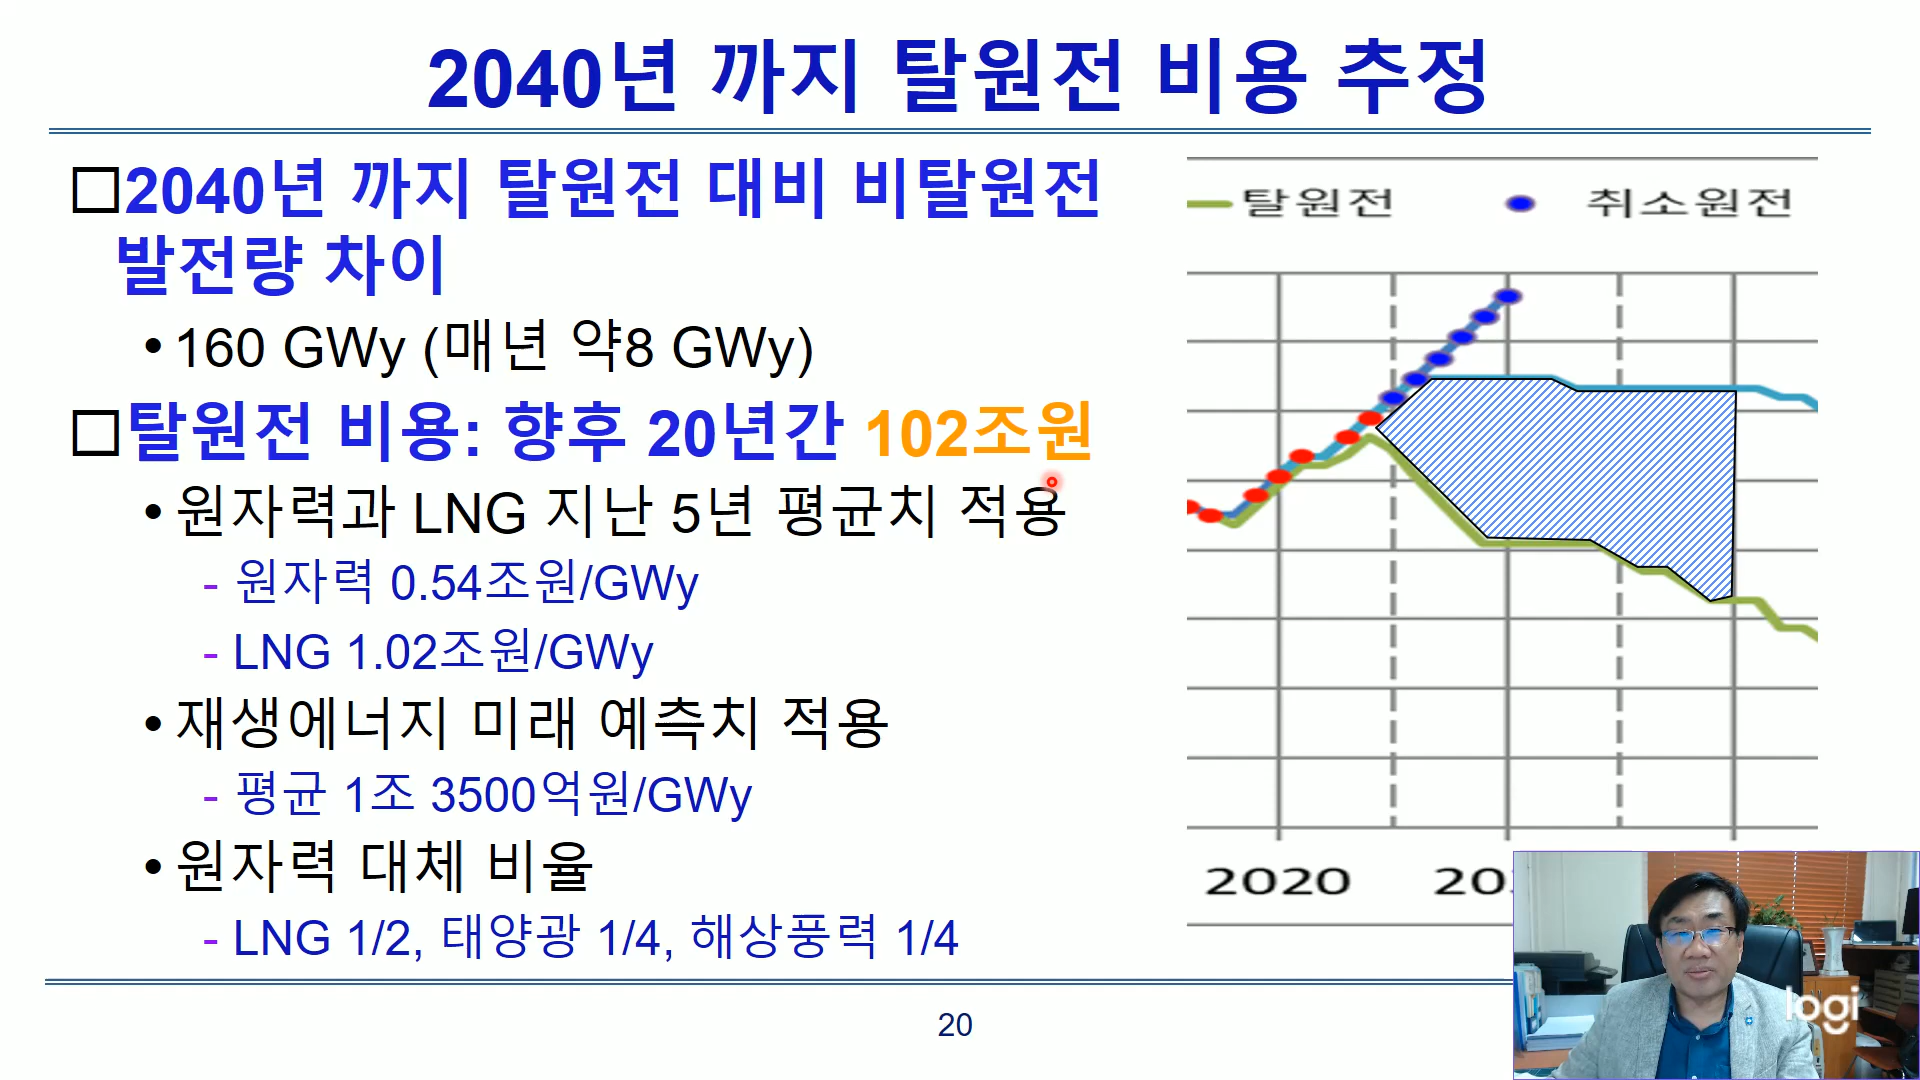 2040년 까지 탈원전 비용 추정
□2040년 까지 탈원전 대비 비탈원전
발전량 차이
•160 GWy (매년 약8 GWy)
□탈원전 비용: 향후 20년간 102조원
•원자력과 LNG 지난 5년 평균치 적용
- 원자력 0.54조원/GWy
- LNG 1.02조원/GWy
•재생에너지 미래 예측치 적용
- 평균 1조 3500억원/GWy
•원자력 대체 비율
- LNG 1/2, 태양광 1/4, 해상풍력 1/4
탈원전 취소원전
2020
20
logi